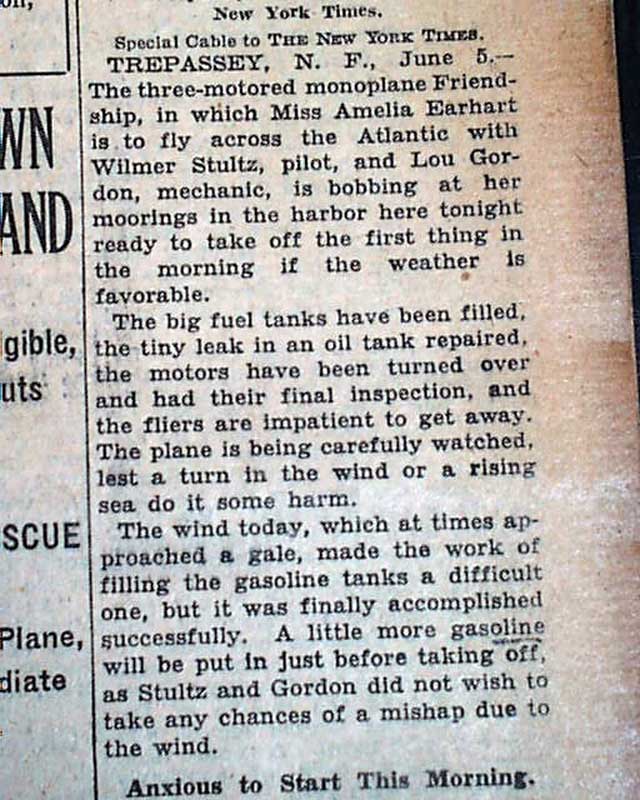 New York Times.
Special Cable to THE NEW YORK TIMES.
TREPASSEY, N. F., June 5.—
The three-motored monoplane Friend-
ship, in which Miss Amelia Earhart
is to fly across the Atlantic with
Wilmer Stultz, pilot, and Lou Gor-
don, mechanic, is bobbing at her
moorings in the harbor here tonight
ready to take off the first thing in
the morning if the weather is
favorable.
The big fuel tanks have been filled,
the tiny leak in an oil tank repaired,
the motors have been turned over
and had their final inspection, and
the fliers are impatient to get away.
The plane is being carefully watched,
lest a turn in the wind or a rising
sea do it some harm.
The wind today, which at times ap-
proached a gale, made the work of
filling the gasoline tanks a difficult
one, but it was finally accomplished
successfully. A little more gasoline
will be put in just before taking off,
as Stultz and Gordon did not wish to
take any chances of a mishap due to
the wind.
Anxious to Start This Morning.
WN
AND
gible,
uts
SCUE
Plane,
diate